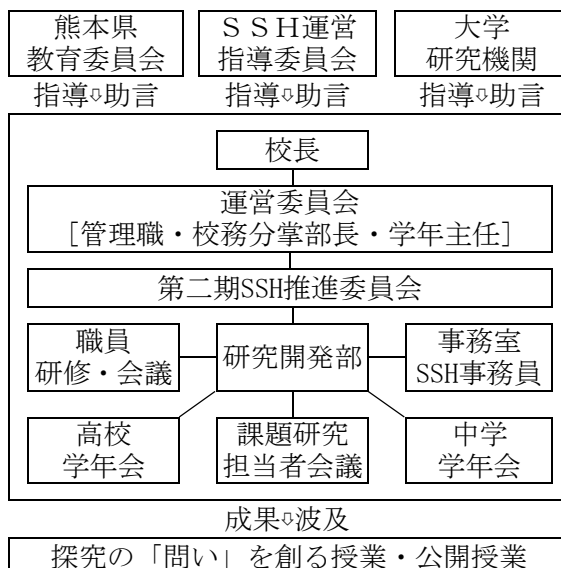 熊本県
教育委員会
ＳＳＨ運営
指導委員会
大学
研究機関
指導⇩助言
指導⇩助言
指導⇩助言
校長
運営委員会
［管理職・校務分掌部長・学年主任］
第二期SSH推進委員会
職員
研修・会議
研究開発部
事務室
SSH事務員
高校
学年会
課題研究
担当者会議
中学
学年会
成果⇩波及
探究の「問い」を創る授業・公開授業